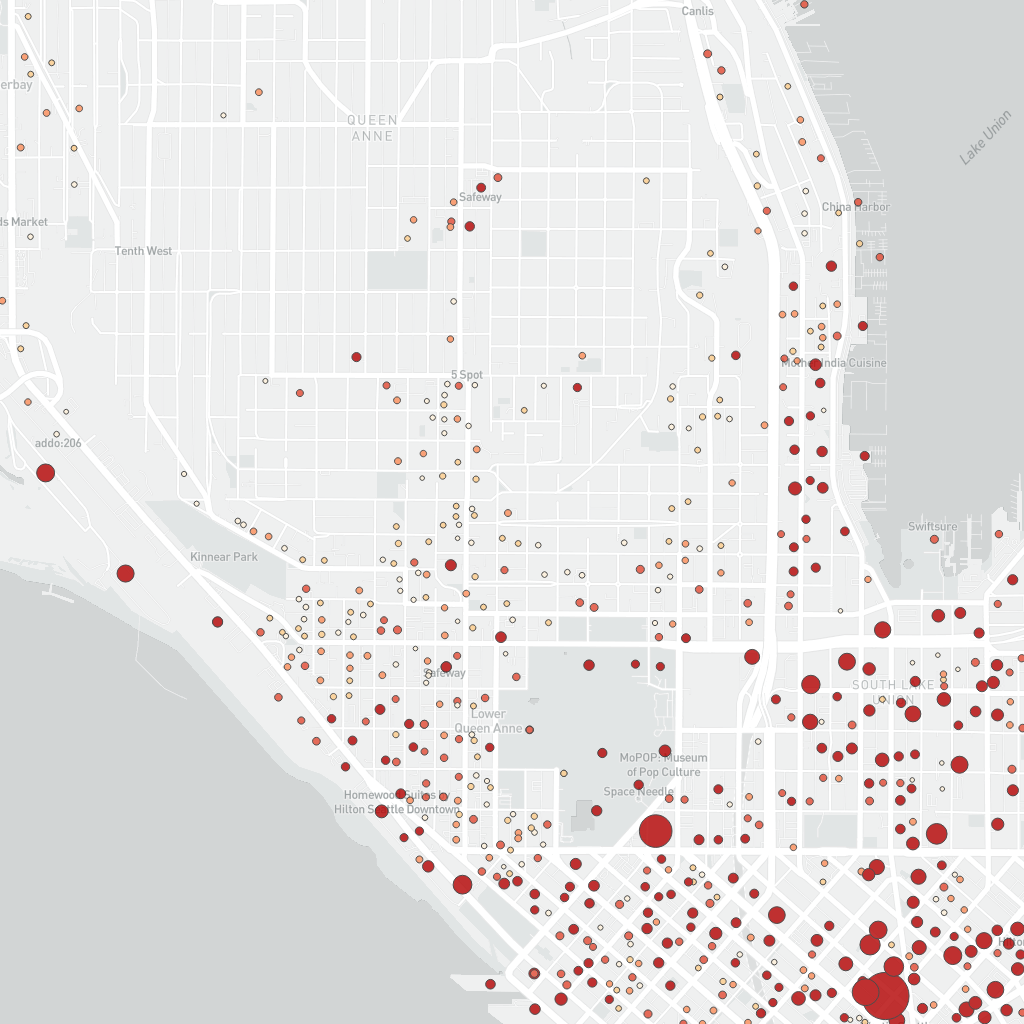 Canlis
erbay
QUEEN
ANNE
Lake Union
Safeway
China Harbor
ds Market
Tenth West
Mother India Cuisine
5 Spot
addo:206
Swiftsure
Kinnear Park
Safeway
SOUTH LAKE
UNION
Lower
Queen Anne
MoPOP: Museum
of Pop Culture
Space Needle
Homewood Suites by
Hilton Seattle Downtown